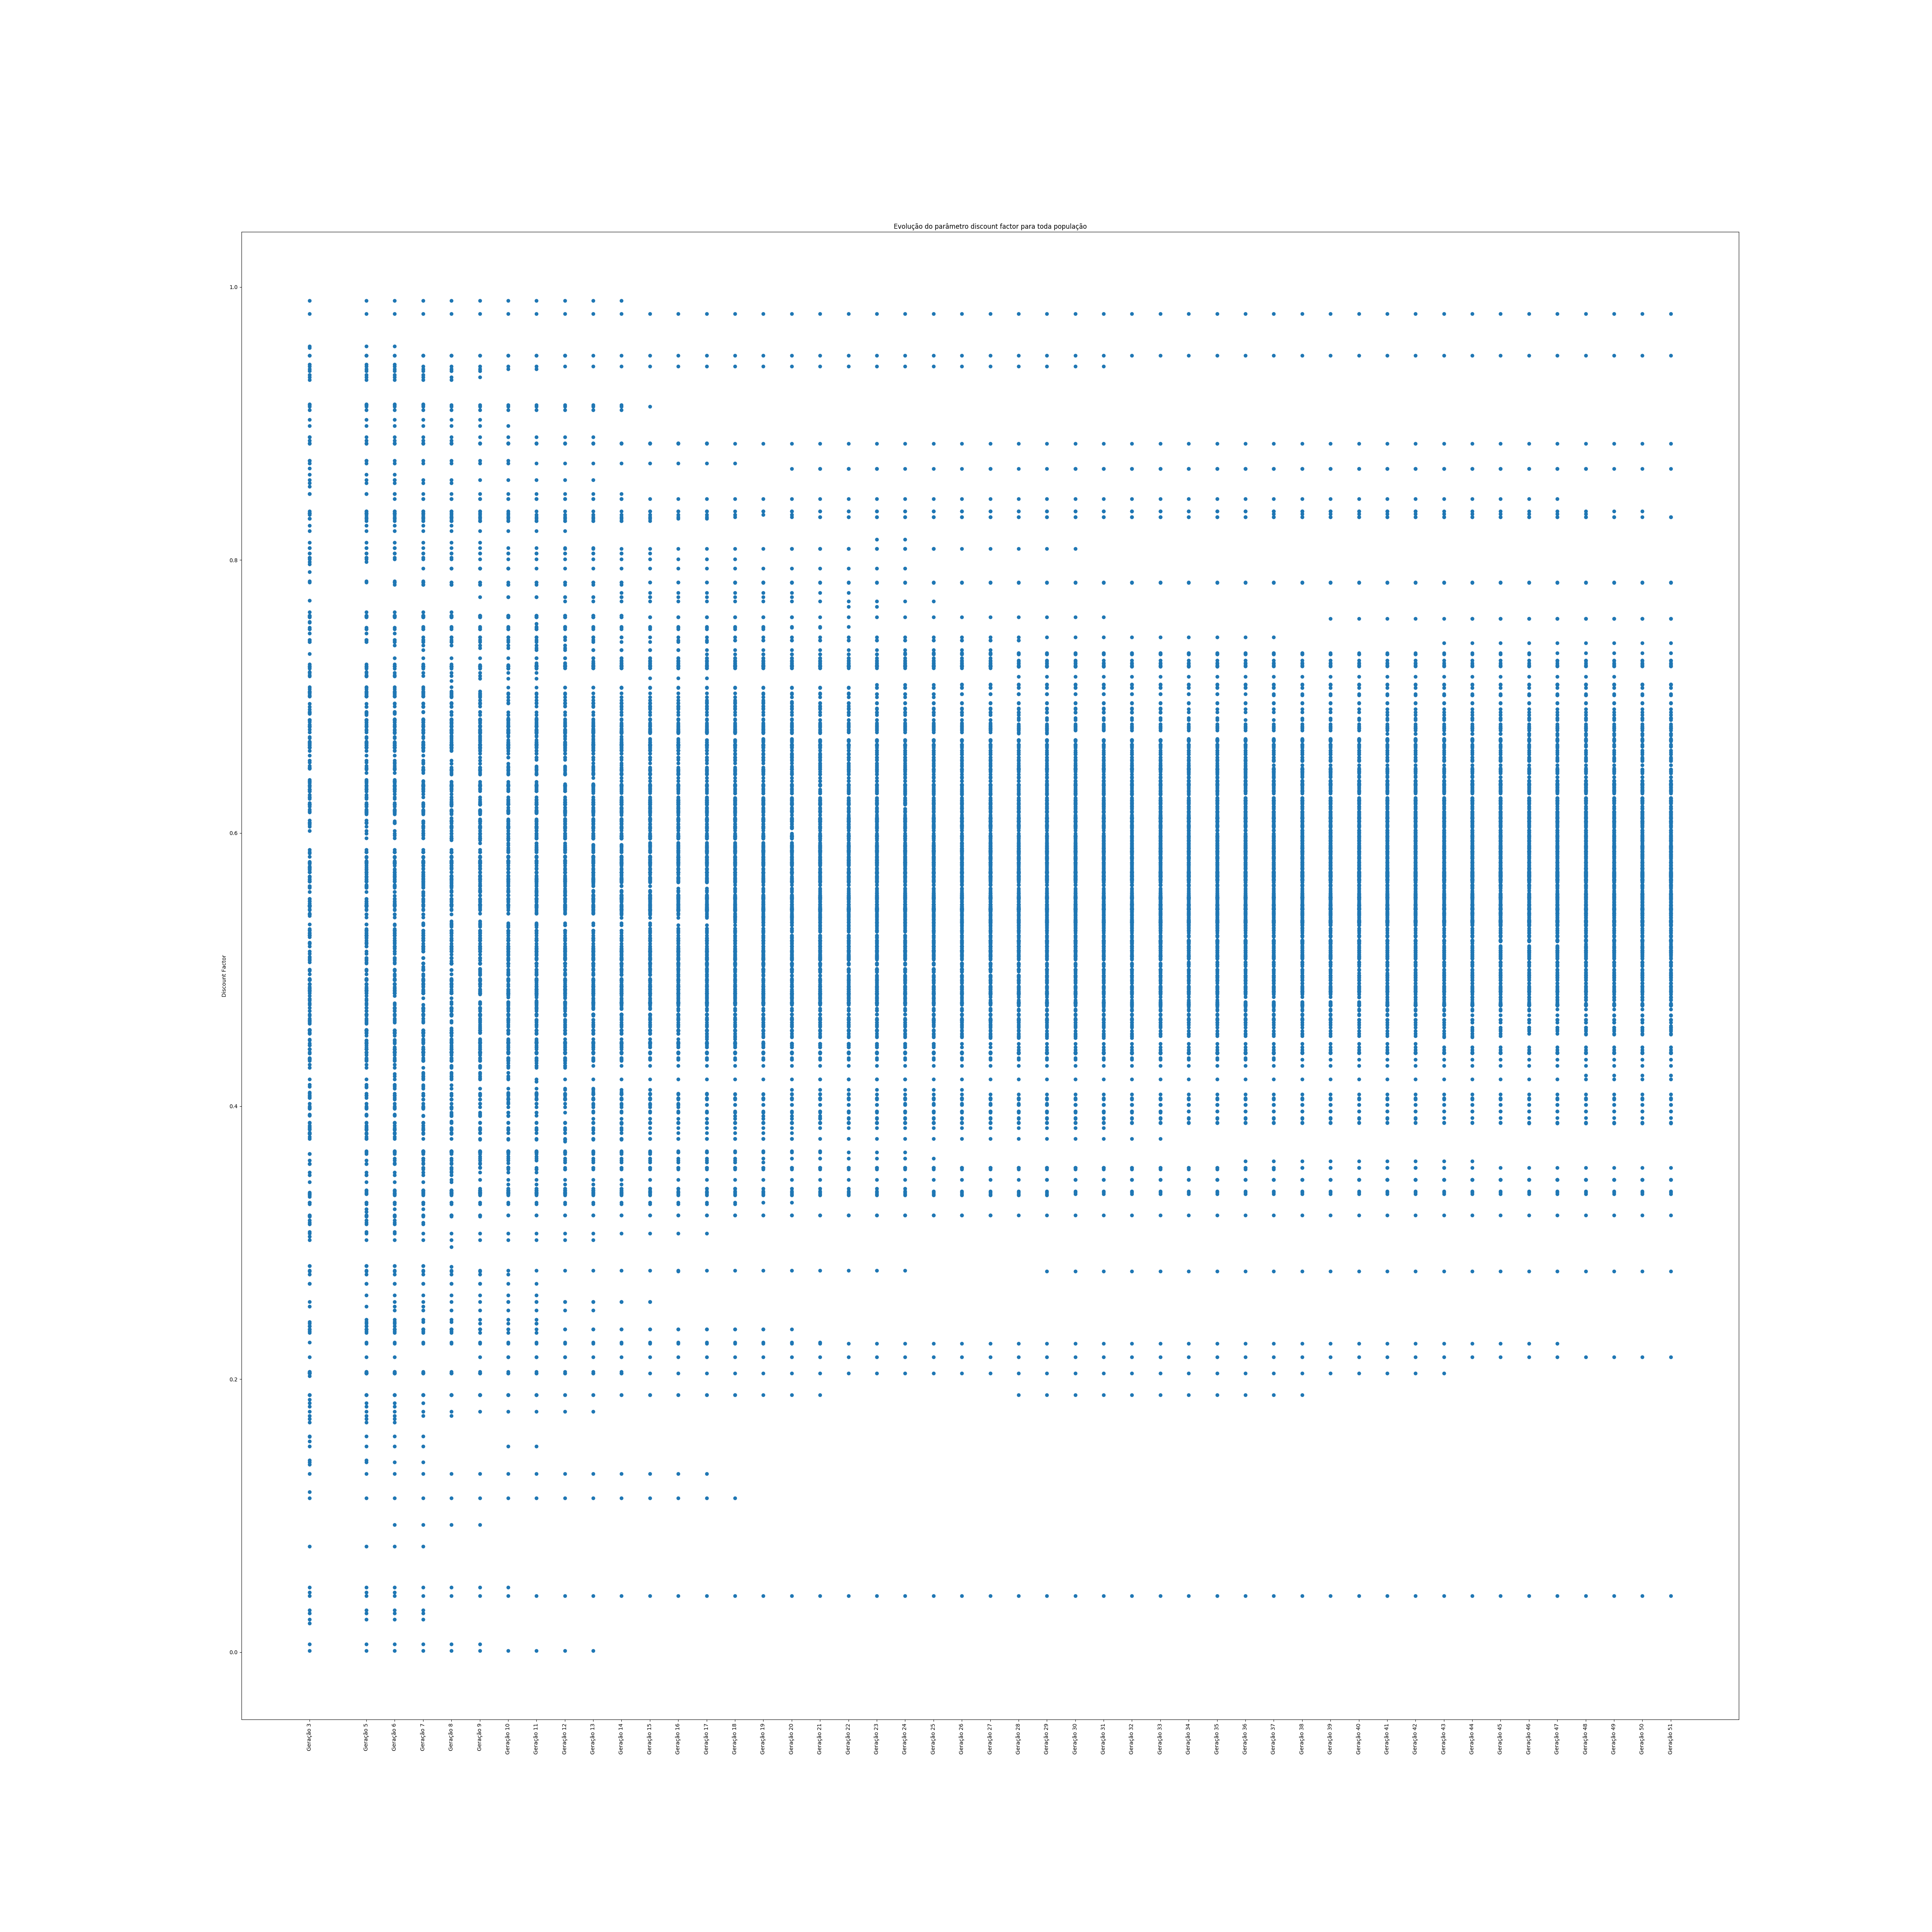 Evolução do parâmetro discount factor para toda população
1.0
0.8
0.6
0.4
0.2
0.0
Discount Factor
Geração 3
Geração 5
Geração 6
Geração 7
Geração 8
Geração 9
Geração 10
Geração 11
Geração 12
Geração 13
Geração 14
Geração 15
Geração 16
Geração 17
Geração 18
Geração 19
Geração 20
Geração 21
Geração 22
Geração 23
Geração 24
Geração 25
Geração 26
Geração 27
Geração 28
Geração 29
Geração 30
Geração 31
Geração 32
Geração 33
Geração 34
Geração 35
Geração 36
Geração 37
Geração 38
Geração 39
Geração 40
Geração 41
Geração 42
Geração 43
Geração 44
Geração 45
Geração 46
Geração 47
Geração 48
Geração 49
Geração 50
Geração 51